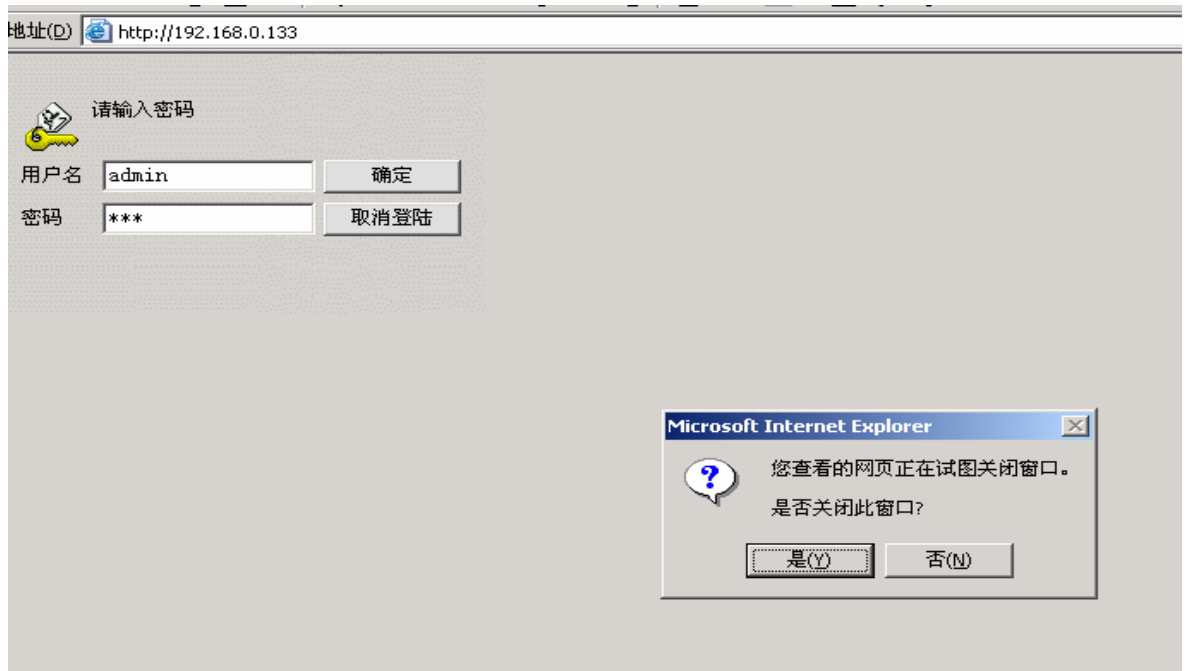 地址(D) http://192.168.0.133
请输入密码
用户名 admin 确定
密码 *** 取消登陆
Microsoft Internet Explorer
您查看的网页正在试图关闭窗口。
是否关闭此窗口?
是(Y) 否(N)